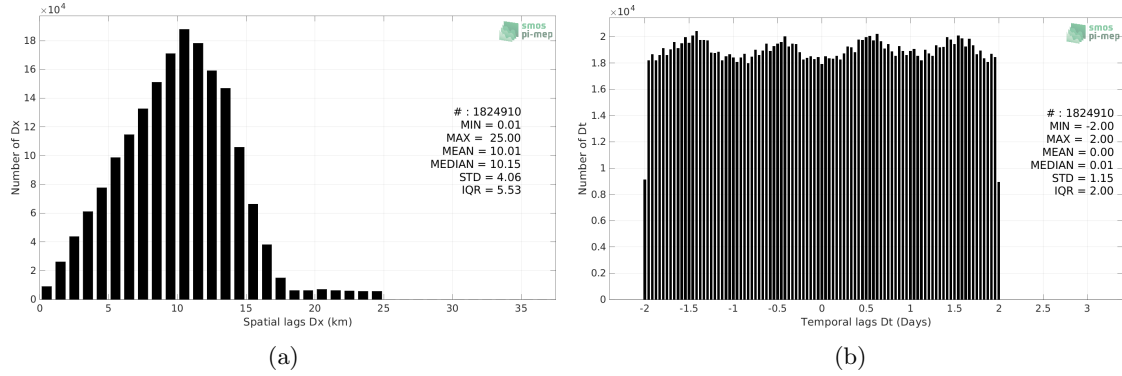 ×10⁴
smos
pi-mep
18
16
14
12
10
8
6
4
2
0
Number of Dx
# : 1824910
MIN = 0.01
MAX = 25.00
MEAN = 10.01
MEDIAN = 10.15
STD = 4.06
IQR = 5.53
0 5 10 15 20 25 30 35
Spatial lags Dx (km)
(a)
×10⁴
smos
pi-mep
2
1.8
1.6
1.4
1.2
1
0.8
0.6
0.4
0.2
0
Number of Dt
# : 1824910
MIN = -2.00
MAX = 2.00
MEAN = 0.00
MEDIAN = 0.01
STD = 1.15
IQR = 2.00
-2 -1.5 -1 -0.5 0 0.5 1 1.5 2 2.5 3
Temporal lags Dt (Days)
(b)